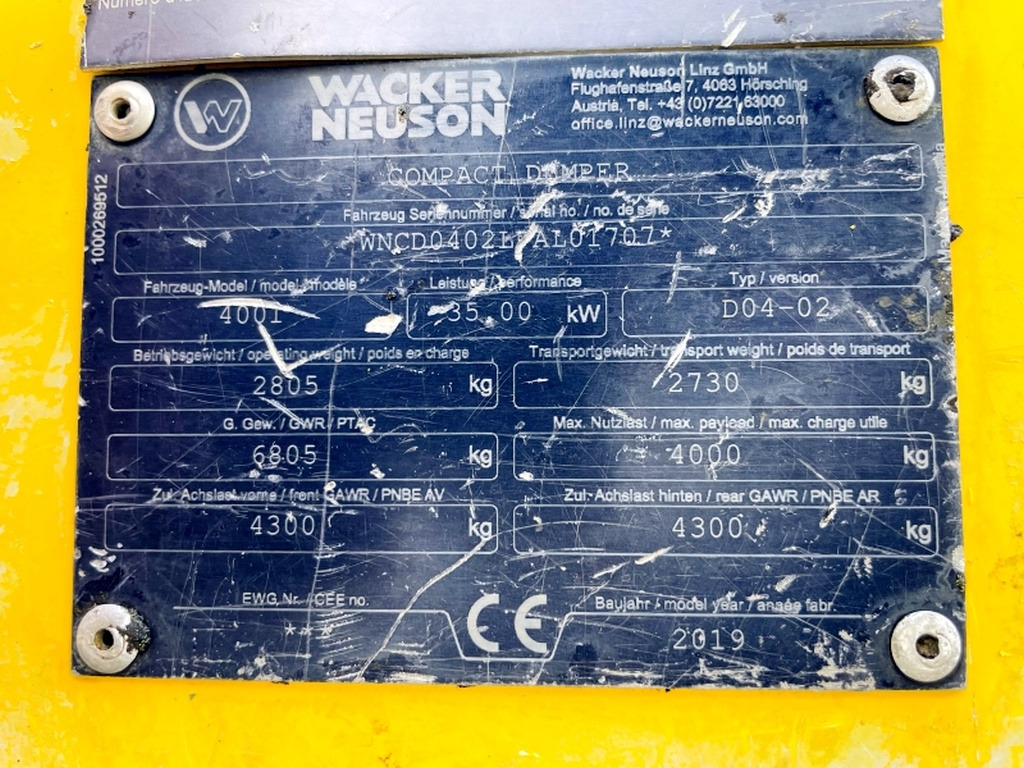 Numéro
WACKER
NEUSON
Wacker Neuson Linz GmbH
Flughafenstraße 7, 4063 Hörsching
Austria, Tel. +43 (0)7221 63000
office.linz@wackerneuson.com
1000269512
COMPACT DUMPER
Fahrzeug Seriennummer / serial no. / no. de serie
Fahrzeug-Model / model / modèle
4001
Leistung / performance
35.00 kW
Typ / version
D04-02
Betriebsgewicht / operating weight / poids en charge
2805 kg
Transportgewicht / transport weight / poids de transport
2730 kg
G. Gew. / GWR / PTAC
6805 kg
Max. Nutzlast / max. payload / max. charge utile
4000 kg
Zul. Achslast vorne / front GAWR / PNBE AV
4300 kg
Zul. Achslast hinten / rear GAWR / PNBE AR
4300 kg
EWG Nr. / CEE no.
***
CE
Baujahr / model year / année fabr.
2019